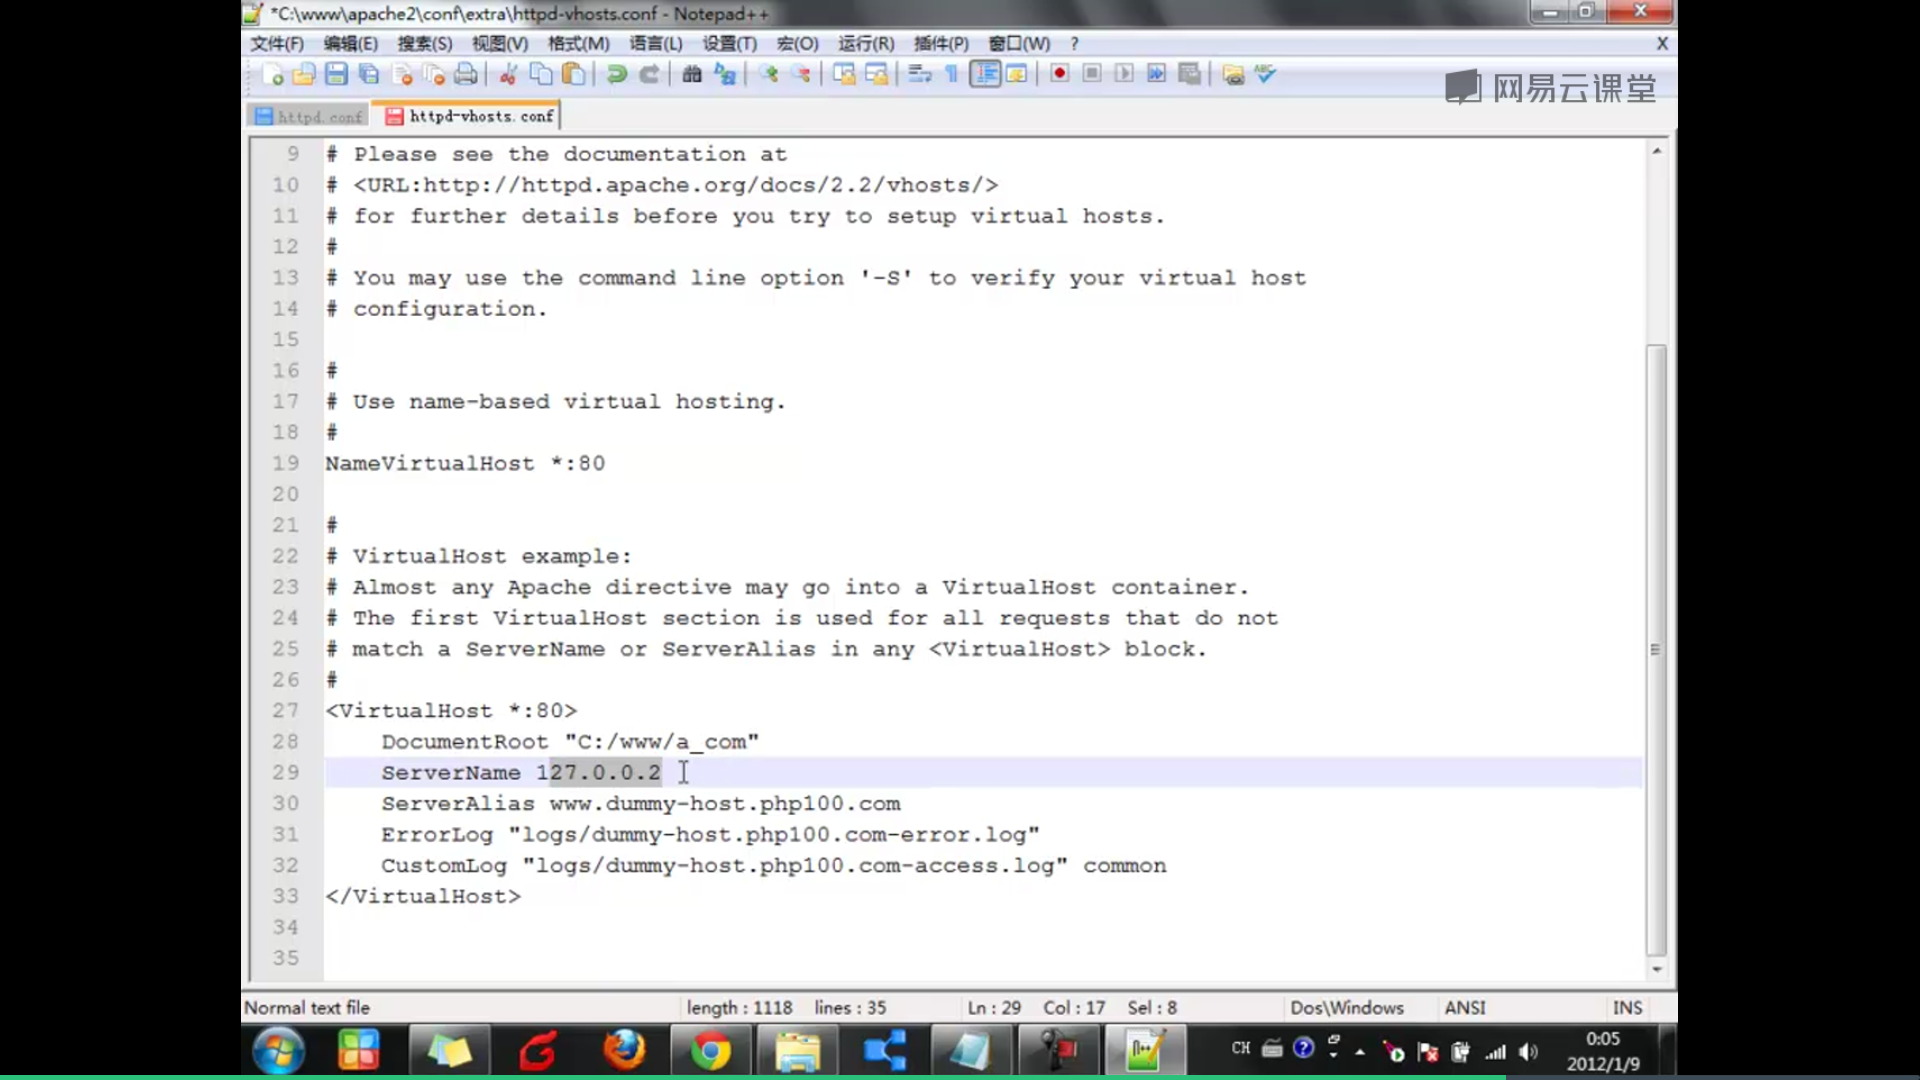 *C:\www\apache2\conf\extra\httpd-vhosts.conf - Notepad++
文件(F) 编辑(E) 搜索(S) 视图(V) 格式(M) 语言(L) 设置(T) 宏(O) 运行(R) 插件(P) 窗口(W) ? X
网易云课堂
httpd.conf httpd-vhosts.conf
9 # Please see the documentation at
10 # <URL:http://httpd.apache.org/docs/2.2/vhosts/>
11 # for further details before you try to setup virtual hosts.
12 #
13 # You may use the command line option '-S' to verify your virtual host
14 # configuration.
15
16 #
17 # Use name-based virtual hosting.
18 #
19 NameVirtualHost *:80
20
21 #
22 # VirtualHost example:
23 # Almost any Apache directive may go into a VirtualHost container.
24 # The first VirtualHost section is used for all requests that do not
25 # match a ServerName or ServerAlias in any <VirtualHost> block.
26 #
27 <VirtualHost *:80>
28 DocumentRoot "C:/www/a_com"
29 ServerName 127.0.0.2
30 ServerAlias www.dummy-host.php100.com
31 ErrorLog "logs/dummy-host.php100.com-error.log"
32 CustomLog "logs/dummy-host.php100.com-access.log" common
33 </VirtualHost>
34
35
Normal text file length : 1118 lines : 35 Ln : 29 Col : 17 Sel : 8 Dos\Windows ANSI INS
CH 0:05
2012/1/9